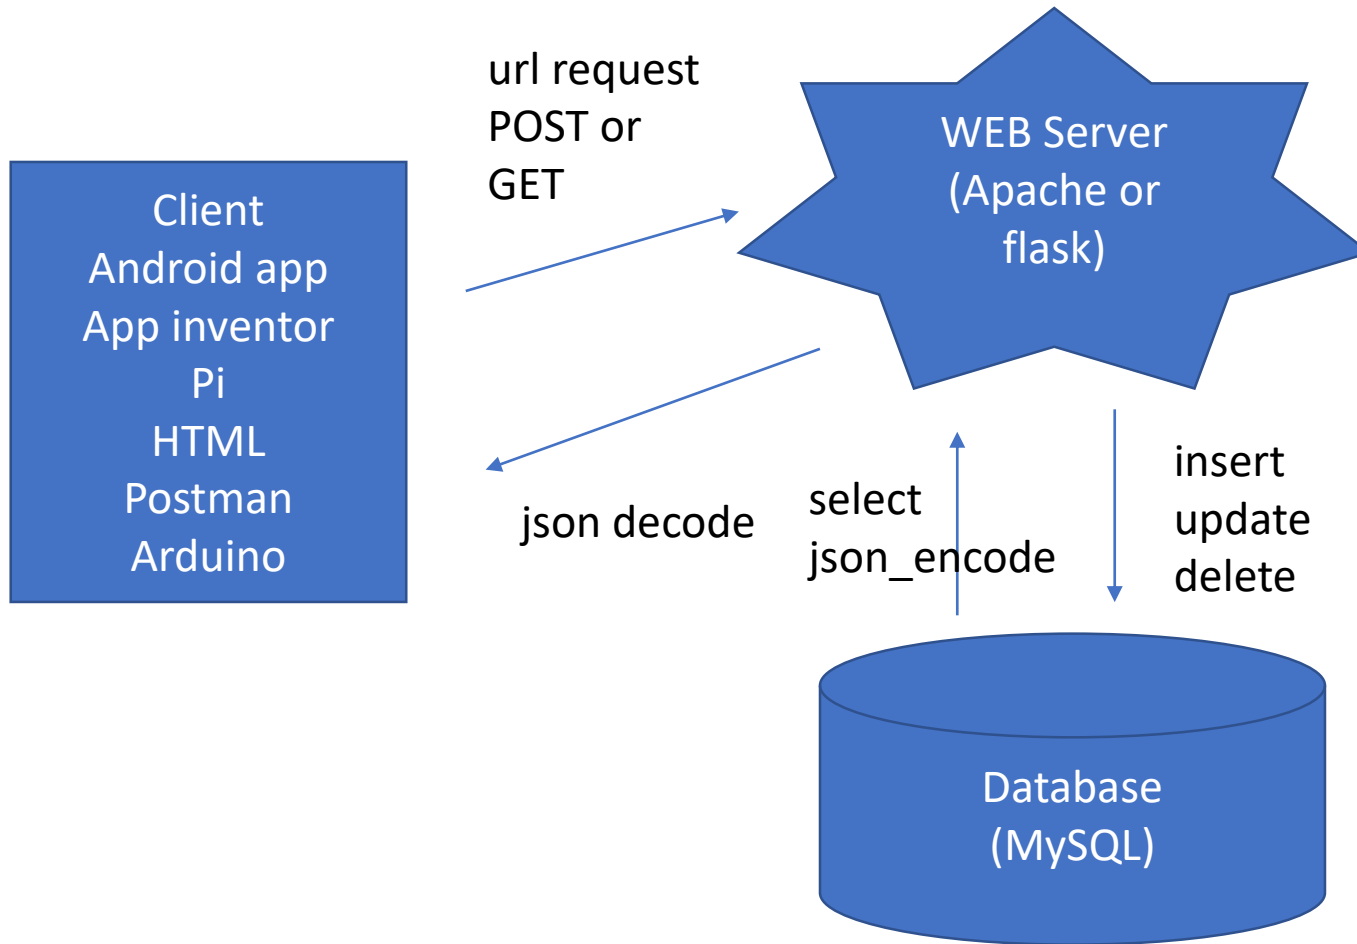 Client
Android app
App inventor
Pi
HTML
Postman
Arduino
url request
POST or
GET
WEB Server
(Apache or
flask)
json decode
select
json_encode
insert
update
delete
Database
(MySQL)